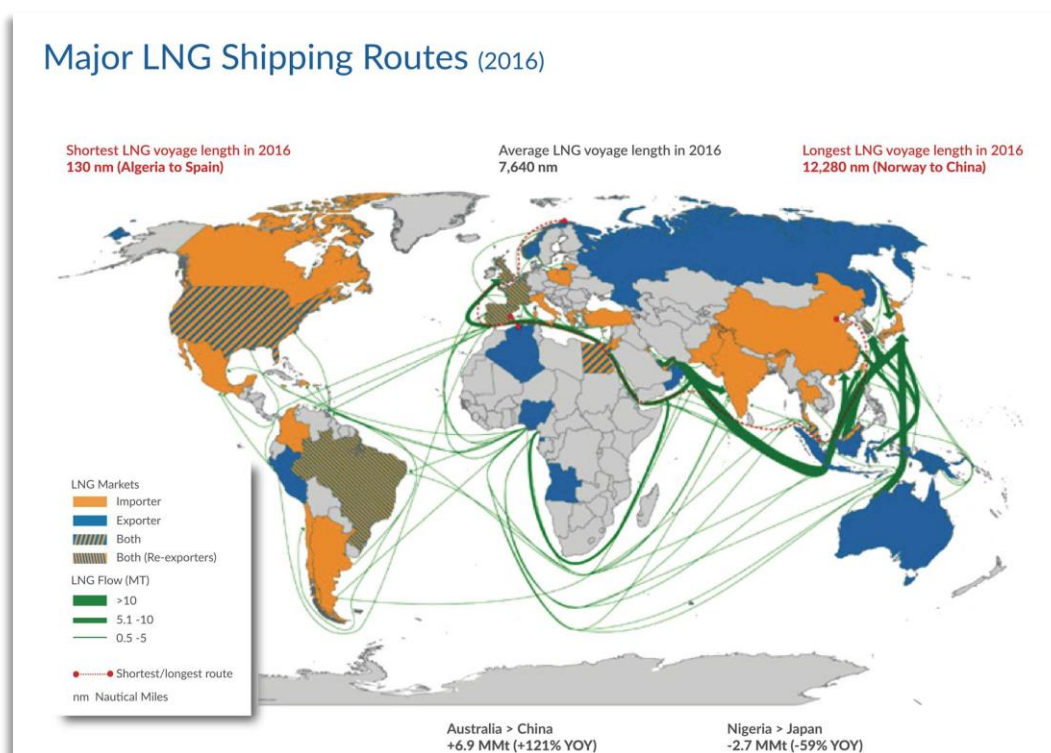 Major LNG Shipping Routes (2016)
Shortest LNG voyage length in 2016
130 nm (Algeria to Spain)
Average LNG voyage length in 2016
7,640 nm
Longest LNG voyage length in 2016
12,280 nm (Norway to China)
LNG Markets
Importer
Exporter
Both
Both (Re-exporters)
LNG Flow (MT)
>10
5.1 -10
0.5 -5
Shortest/longest route
nm Nautical Miles
Australia > China
+6.9 MMt (+121% YOY)
Nigeria > Japan
-2.7 MMt (-59% YOY)